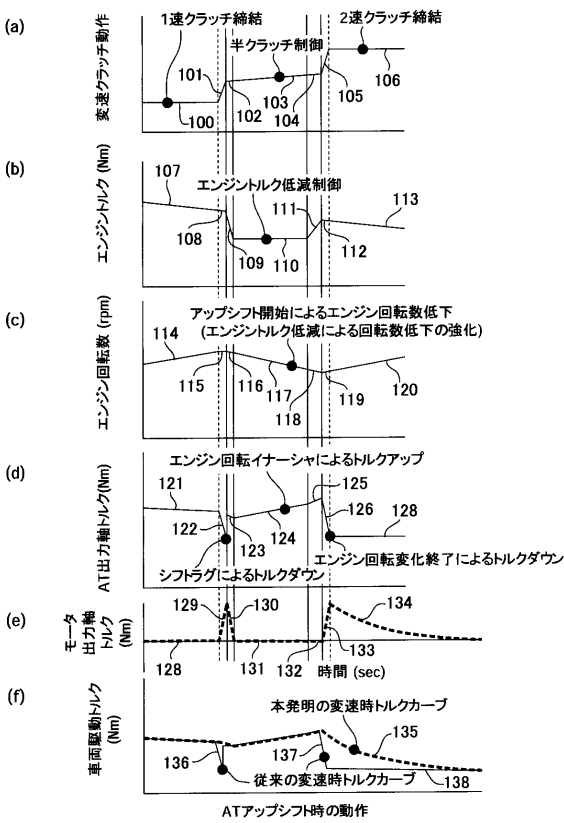 (a)
変速クラッチ動作
1速クラッチ締結
2速クラッチ締結
半クラッチ制御
101
100
102
103
104
105
106
(b)
エンジントルク (Nm)
107
エンジントルク低減制御
108
109
110
111
112
113
(c)
エンジン回転数 (rpm)
アップシフト開始によるエンジン回転数低下
(エンジントルク低減による回転数低下の強化)
114
115
116
117
118
119
120
(d)
AT出力軸トルク(Nm)
エンジン回転イナーシャによるトルクアップ
121
122
123
124
125
126
128
シフトラグによるトルクダウン
エンジン回転変化終了によるトルクダウン
(e)
モータ
出力軸
トルク
(Nm)
129
130
134
128
131
132
133
時間 (sec)
(f)
車両駆動トルク
(Nm)
本発明の変速時トルクカーブ
136
137
135
従来の変速時トルクカーブ
138
ATアップシフト時の動作